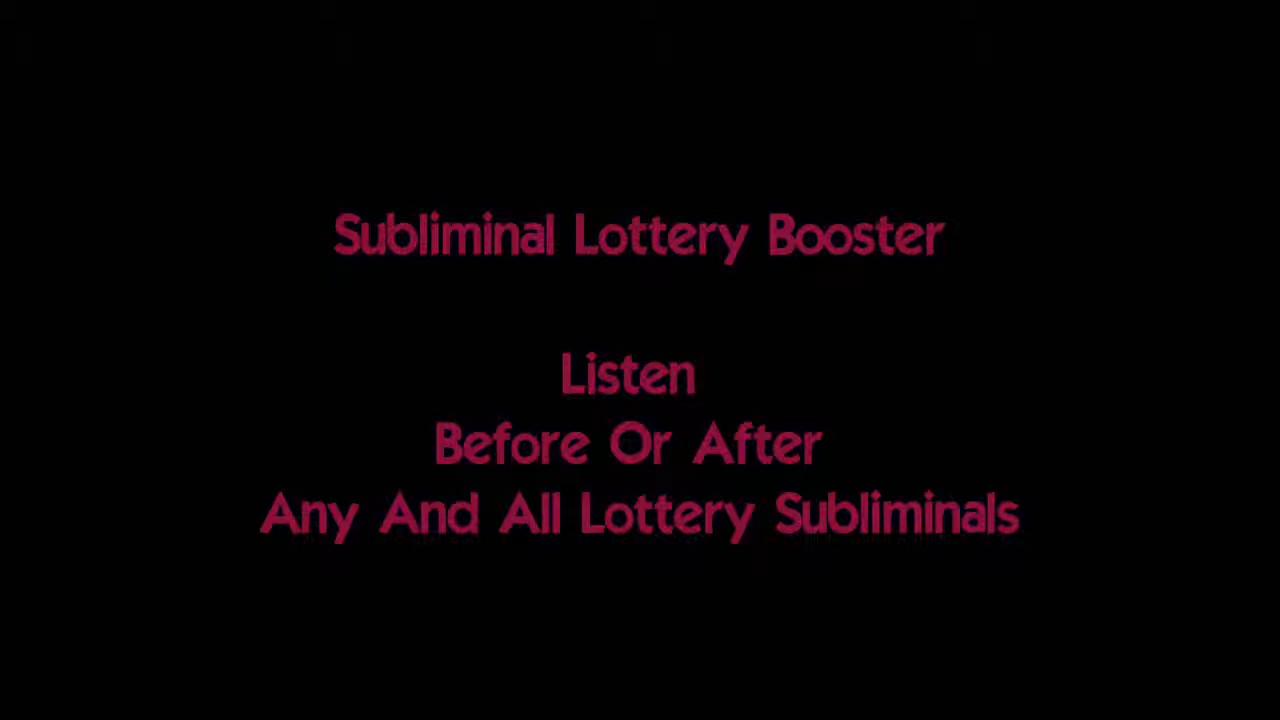 Subliminal Lottery Booster
Listen
Before Or After
Any And All Lottery Subliminals